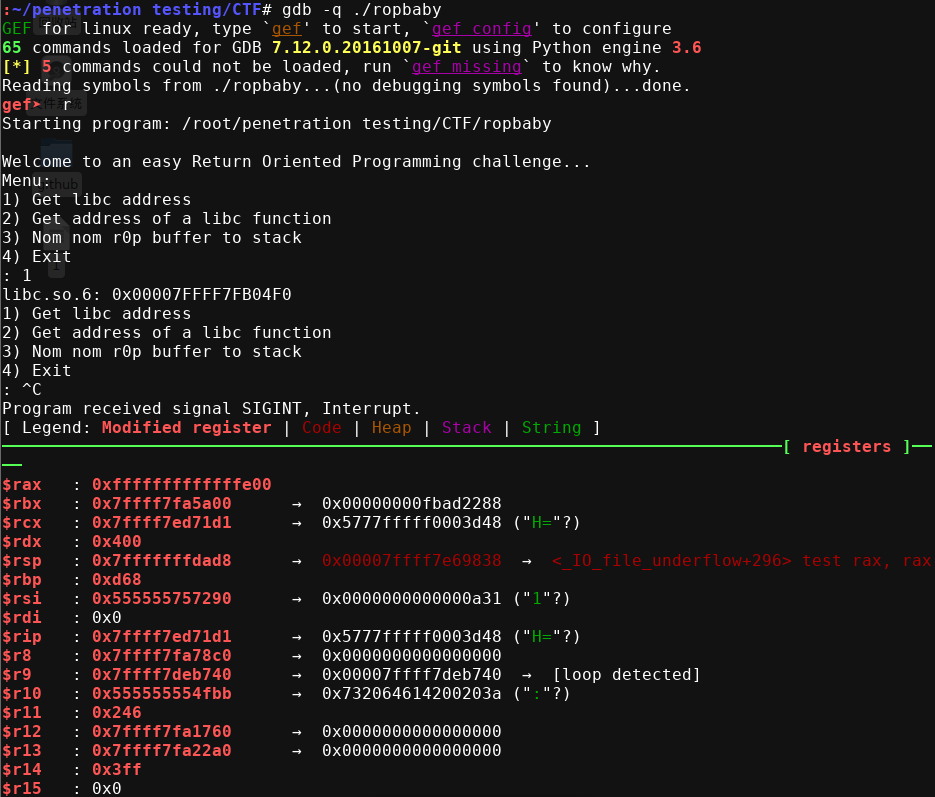 :~/penetration testing/CTF# gdb -q ./ropbaby
GEF for linux ready, type `gef' to start, `gef config' to configure
65 commands loaded for GDB 7.12.0.20161007-git using Python engine 3.6
[*] 5 commands could not be loaded, run `gef missing` to know why.
Reading symbols from ./ropbaby...(no debugging symbols found)...done.
gef➤  r
Starting program: /root/penetration testing/CTF/ropbaby
Welcome to an easy Return Oriented Programming challenge...
Menu:
1) Get libc address
2) Get address of a libc function
3) Nom nom r0p buffer to stack
4) Exit
: 1
libc.so.6: 0x00007FFFF7FB04F0
1) Get libc address
2) Get address of a libc function
3) Nom nom r0p buffer to stack
4) Exit
: ^C
Program received signal SIGINT, Interrupt.
[ Legend: Modified register | Code | Heap | Stack | String ]
[ registers ]
$rax   : 0xfffffffffffffe00
$rbx   : 0x7ffff7fa5a00      →  0x00000000fbad2288
$rcx   : 0x7ffff7ed71d1      →  0x5777fffff0003d48 ("H="?)
$rdx   : 0x400
$rsp   : 0x7fffffffdad8      →  0x00007ffff7e69838  →  <_IO_file_underflow+296> test rax, rax
$rbp   : 0xd68
$rsi   : 0x555555757290      →  0x0000000000000a31 ("1"?)
$rdi   : 0x0
$rip   : 0x7ffff7ed71d1      →  0x5777fffff0003d48 ("H="?)
$r8    : 0x7ffff7fa78c0      →  0x0000000000000000
$r9    : 0x7ffff7deb740      →  0x00007ffff7deb740  →  [loop detected]
$r10   : 0x555555554fbb      →  0x732064614200203a (":"?)
$r11   : 0x246
$r12   : 0x7ffff7fa1760      →  0x0000000000000000
$r13   : 0x7ffff7fa22a0      →  0x0000000000000000
$r14   : 0x3ff
$r15   : 0x0